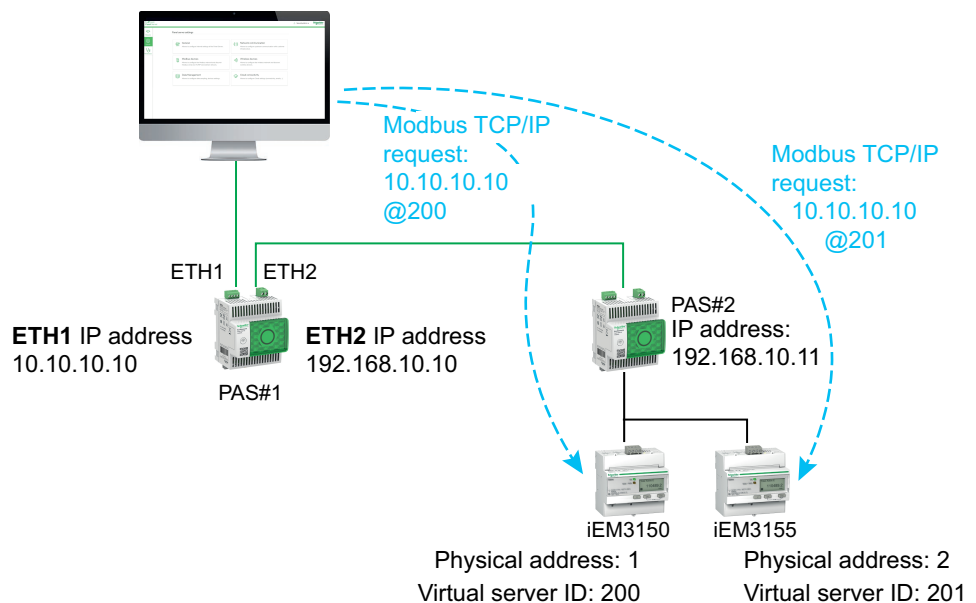 Modbus TCP/IP
request:
10.10.10.10
@200
Modbus TCP/IP
request:
10.10.10.10
@201
ETH1
ETH2
ETH1 IP address
10.10.10.10
ETH2 IP address
192.168.10.10
PAS#1
PAS#2
IP address:
192.168.10.11
iEM3150
iEM3155
Physical address: 1
Virtual server ID: 200
Physical address: 2
Virtual server ID: 201